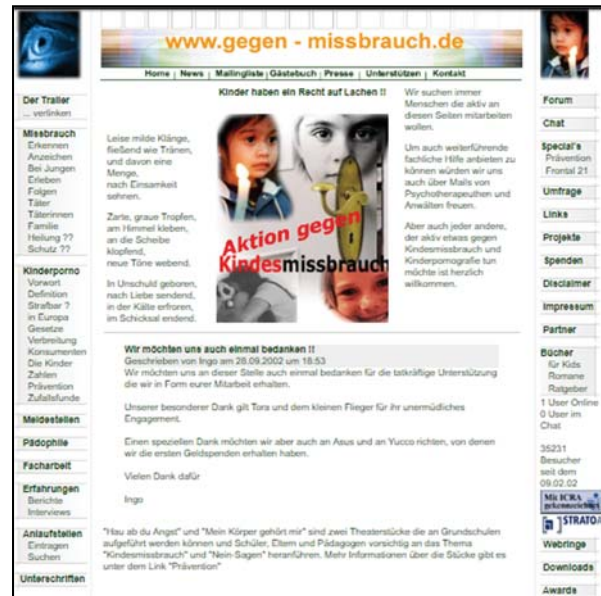 www.gegen - missbrauch.de
Home | News | Mailingliste | Gästebuch | Presse | Unterstützen | Kontakt
Der Trailer
... verlinken
Missbrauch
Erkennen
Anzeichen
Bei Jungen
Erleben
Folgen
Täter
Täterinnen
Familie
Heilung ??
Schutz ??
Kinderporno
Vorwort
Definition
Strafbar ?
in Europa
Gesetze
Verbreitung
Konsumenten
Die Kinder
Zahlen
Prävention
Zufallsfunde
Meldestellen
Pädophile
Facharbeit
Erfahrungen
Berichte
Interviews
Anlaufstellen
Eintragen
Suchen
Unterschriften
Kinder haben ein Recht auf Lachen !!
Leise milde Klänge,
fließend wie Tränen,
und davon eine
Menge,
nach Einsamkeit
sehnen.
Zarte, graue Tropfen,
am Himmel kleben,
an die Scheibe
klopfend,
neue Töne webend.
In Unschuld geboren,
nach Liebe sendend,
in der Kälte erfroren,
im Schicksal endend.
Aktion gegen
Kindesmissbrauch
Wir suchen immer
Menschen die aktiv an
diesen Seiten mitarbeiten
wollen.
Um auch weiterführende
fachliche Hilfe anbieten zu
können würden wir uns
auch über Mails von
Psychotherapeuthen und
Anwälten freuen.
Aber auch jeder andere,
der aktiv etwas gegen
Kindesmissbrauch und
Kinderpornografie tun
möchte ist herzlich
willkommen.
Wir möchten uns auch einmal bedanken !!
Geschrieben von Ingo am 28.09.2002 um 18:53
Wir möchten uns an dieser Stelle auch einmal bedanken für die tatkräftige Unterstützung
die wir in Form eurer Mitarbeit erhalten.
Unserer besonderer Dank gilt Tora und dem kleinen Flieger für ihr unermüdliches
Engagement.
Einen speziellen Dank möchten wir aber auch an Asus und an Yucco richten, von denen
wir die ersten Geldspenden erhalten haben.
Vielen Dank dafür
Ingo
"Hau ab du Angst" und "Mein Körper gehört mir" sind zwei Theaterstücke die an Grundschulen
aufgeführt werden können und Schüler, Eltern und Pädagogen vorsichtig an das Thema
"Kindesmissbrauch" und "Nein-Sagen" heranführen. Mehr Informationen über die Stücke gibt es
unter dem Link "Prävention"
Forum
Chat
Special's
Prävention
Frontal 21
Umfrage
Links
Projekte
Spenden
Disclaimer
Impressum
Partner
Bücher
für Kids
Romane
Ratgeber
1 User Online
0 User im
Chat
35231
Besucher
seit dem
09.02.02
Mit ICRA
gekennzeichnet
STRATO
Webringe
Downloads
Awards